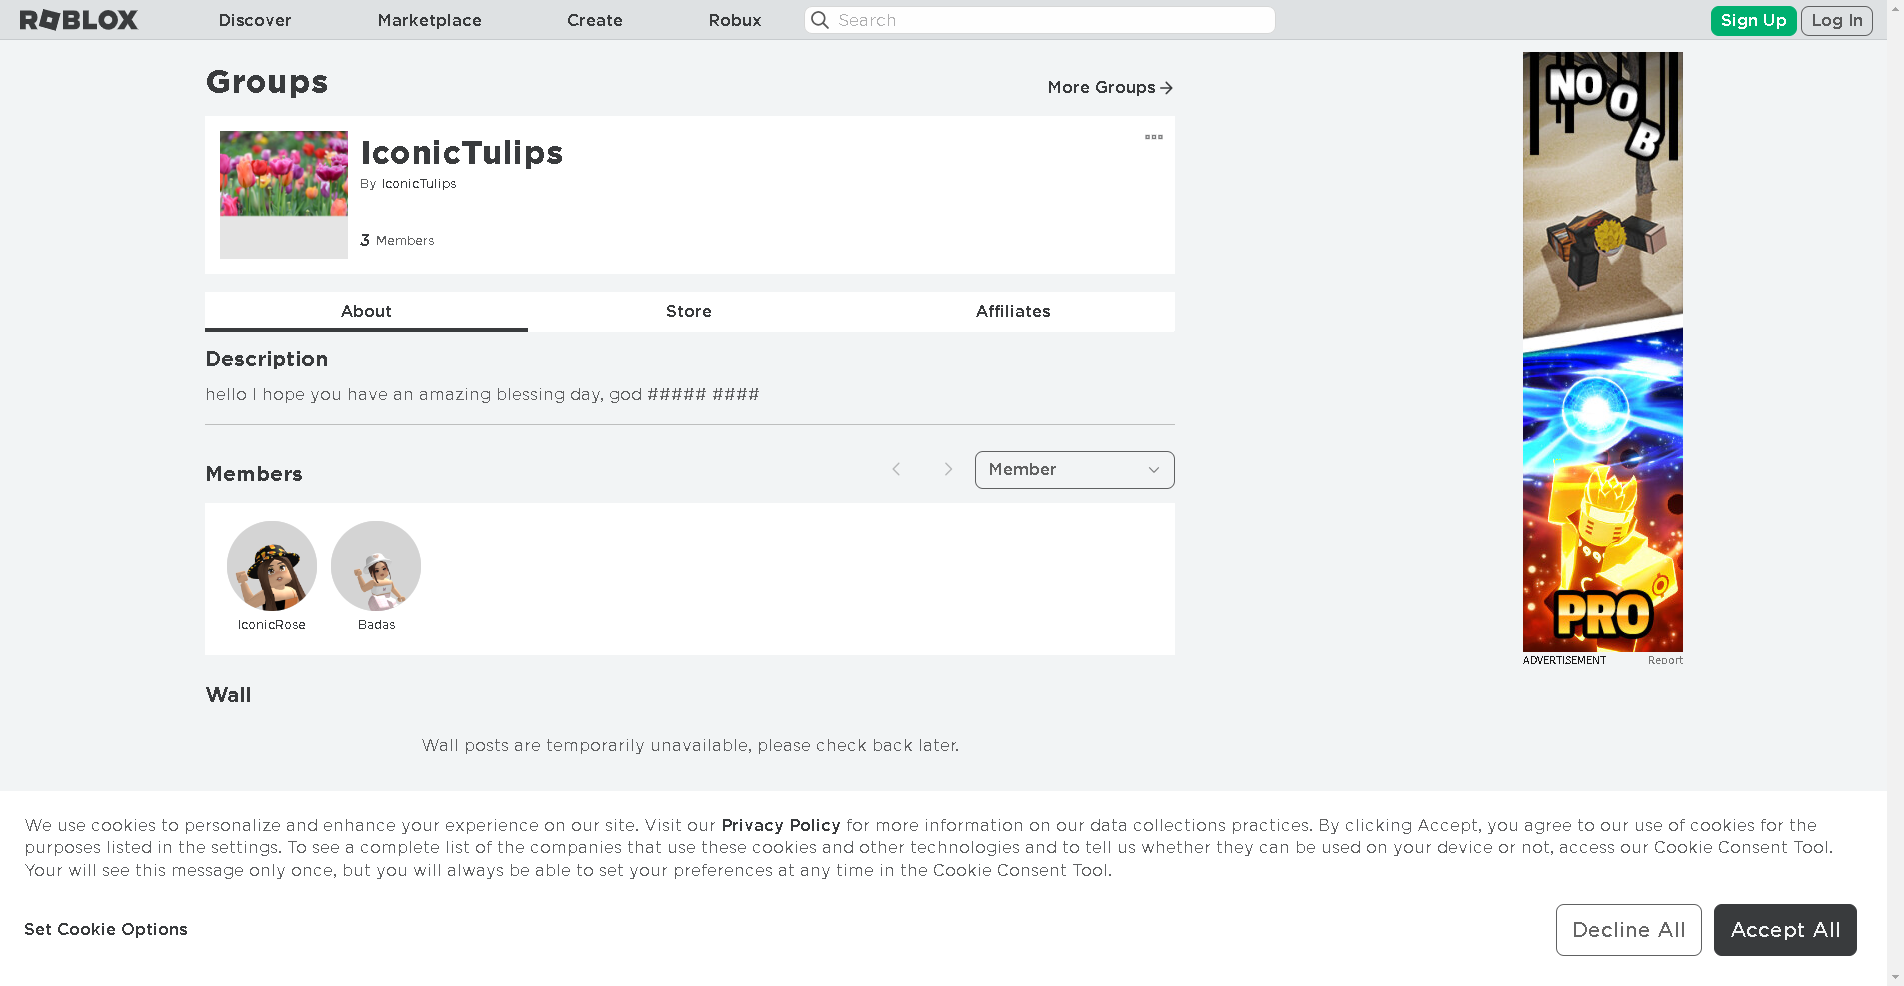 ROBLOX
Discover
Marketplace
Create
Robux
Search
Sign Up
Log In
Groups
More Groups
IconicTulips
By IconicTulips
3 Members
About
Store
Affiliates
Description
hello I hope you have an amazing blessing day, god ##### ####
Members
Member
IconicRose
Badas
Wall
Wall posts are temporarily unavailable, please check back later.
NOOB
PRO
ADVERTISEMENT
Report
We use cookies to personalize and enhance your experience on our site. Visit our Privacy Policy for more information on our data collections practices. By clicking Accept, you agree to our use of cookies for the
purposes listed in the settings. To see a complete list of the companies that use these cookies and other technologies and to tell us whether they can be used on your device or not, access our Cookie Consent Tool.
Your will see this message only once, but you will always be able to set your preferences at any time in the Cookie Consent Tool.
Set Cookie Options
Decline All
Accept All